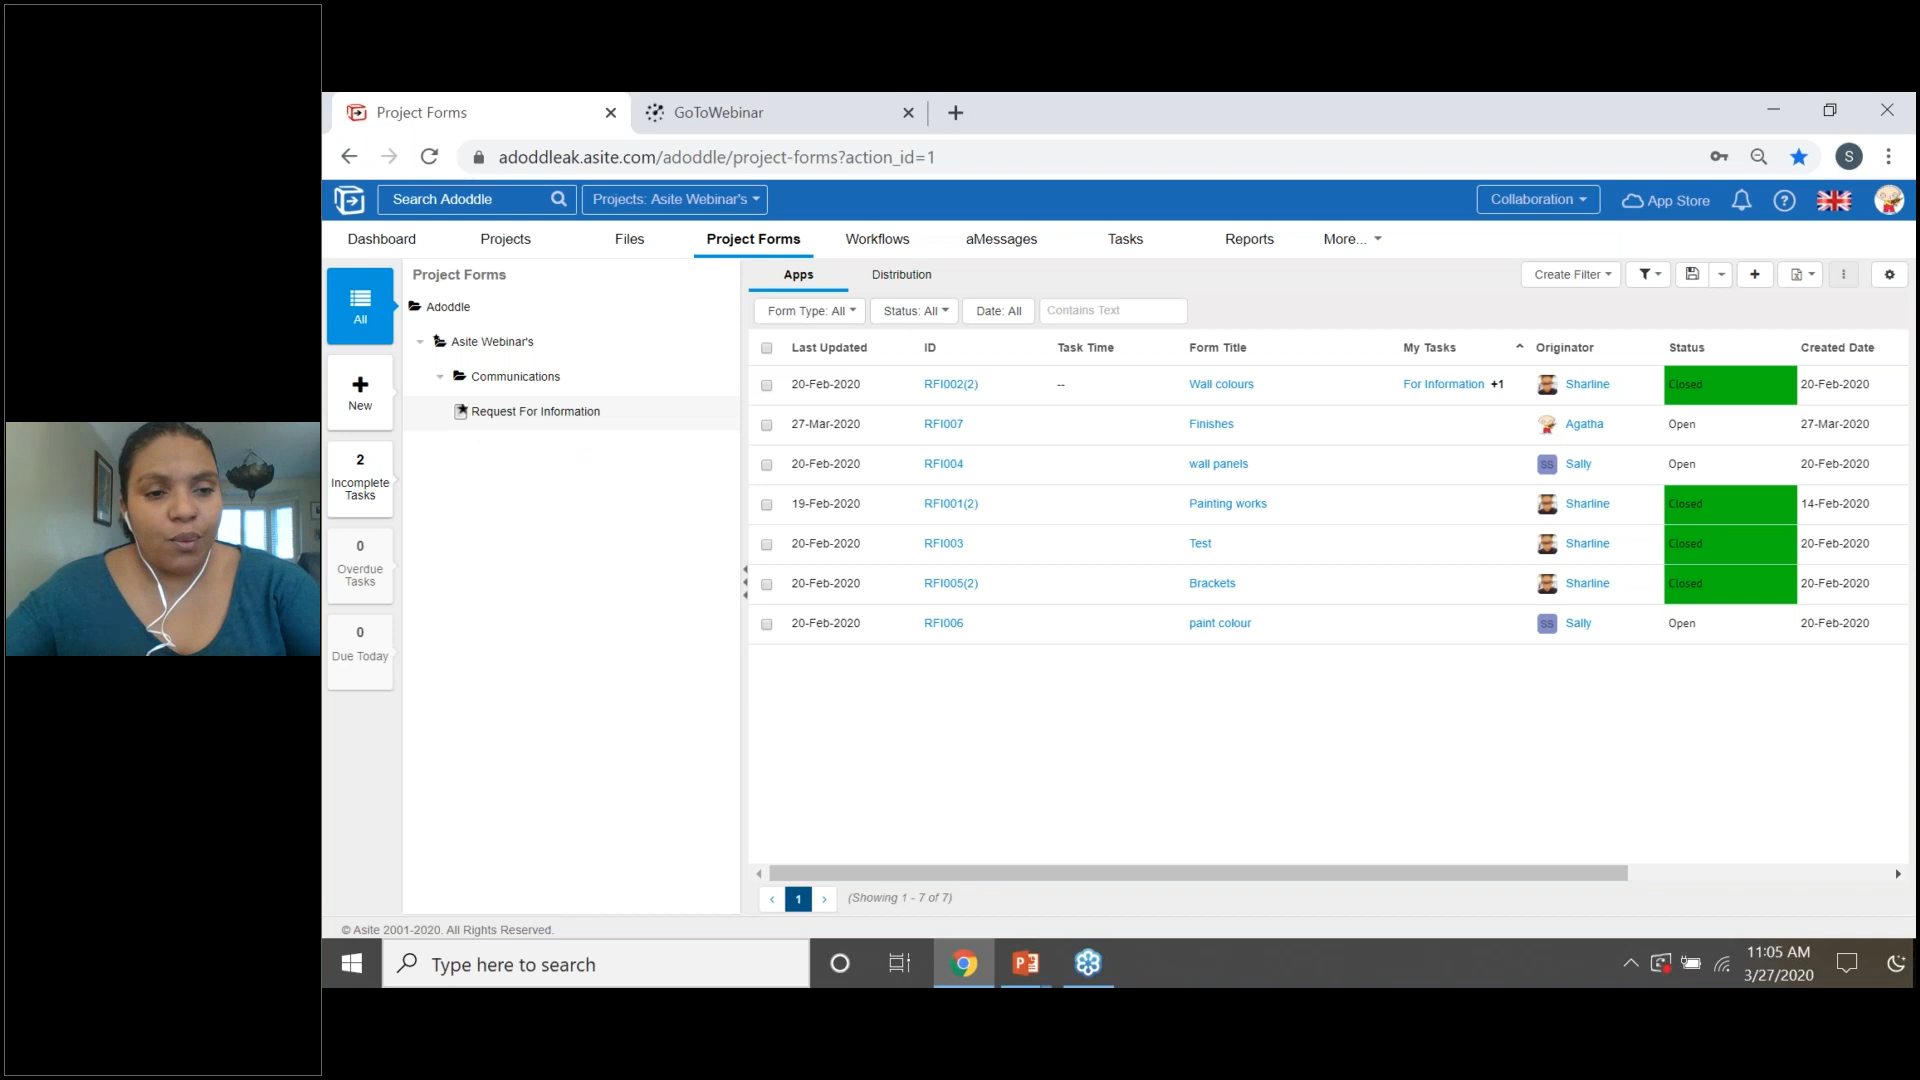 Project Forms
GoToWebinar
adoddleak.asite.com/adoddle/project-forms?action_id=1
S
Search Adoddle
Projects: Asite Webinar's
Collaboration
App Store
Dashboard Projects Files Project Forms Workflows aMessages Tasks Reports More...
All
New
2
Incomplete
Tasks
0
Overdue
Tasks
0
Due Today
Project Forms
Adoddle
Asite Webinar's
Communications
Request For Information
Apps Distribution
Create Filter
Form Type: All Status: All Date: All Contains Text
Last Updated ID Task Time Form Title My Tasks Originator Status Created Date
20-Feb-2020 RFI002(2) -- Wall colours For Information +1 Sharline Closed 20-Feb-2020
27-Mar-2020 RFI007 Finishes Agatha Open 27-Mar-2020
20-Feb-2020 RFI004 wall panels SS Sally Open 20-Feb-2020
19-Feb-2020 RFI001(2) Painting works Sharline Closed 14-Feb-2020
20-Feb-2020 RFI003 Test Sharline Closed 20-Feb-2020
20-Feb-2020 RFI005(2) Brackets Sharline Closed 20-Feb-2020
20-Feb-2020 RFI006 paint colour SS Sally Open 20-Feb-2020
1 (Showing 1 - 7 of 7)
© Asite 2001-2020. All Rights Reserved.
Type here to search
11:05 AM
3/27/2020